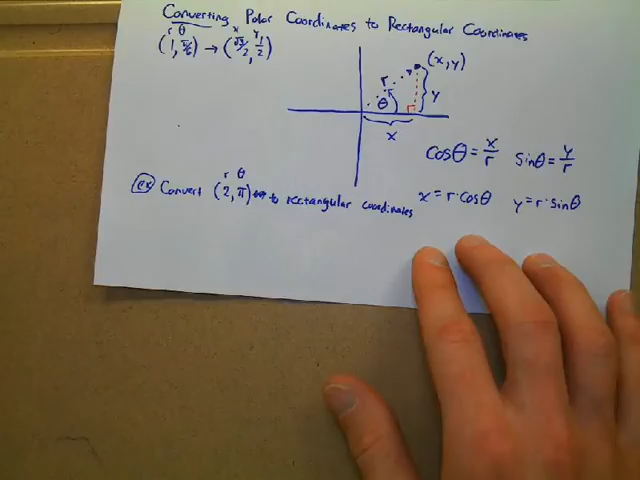 Converting Polar Coordinates to Rectangular Coordinates
r θ x y
(1, π/6) → (√3/2, 1/2)
(x, y)
r
θ
y
x
cosθ = x/r sinθ = y/r
r θ
ex Convert (2, π) to rectangular coordinates
x = r·cosθ y = r·sinθ